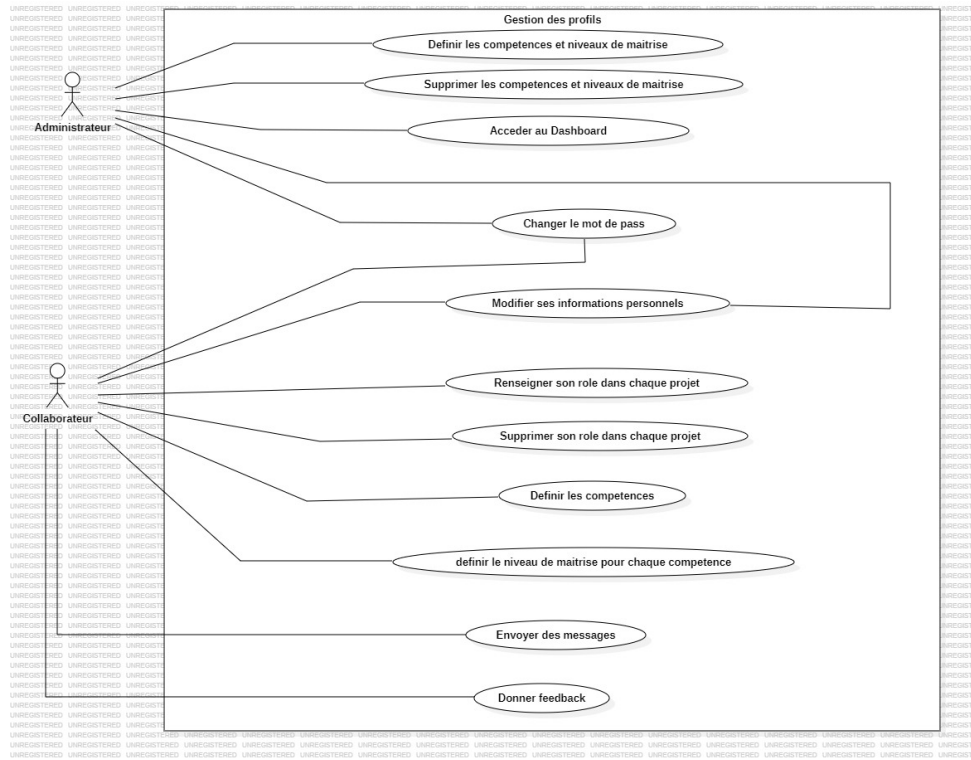 Gestion des profils
Definir les competences et niveaux de maitrise
Supprimer les competences et niveaux de maitrise
Administrateur
Acceder au Dashboard
Changer le mot de pass
Modifier ses informations personnels
Renseigner son role dans chaque projet
Collaborateur
Supprimer son role dans chaque projet
Definir les competences
definir le niveau de maitrise pour chaque competence
Envoyer des messages
Donner feedback
UNREGISTERED